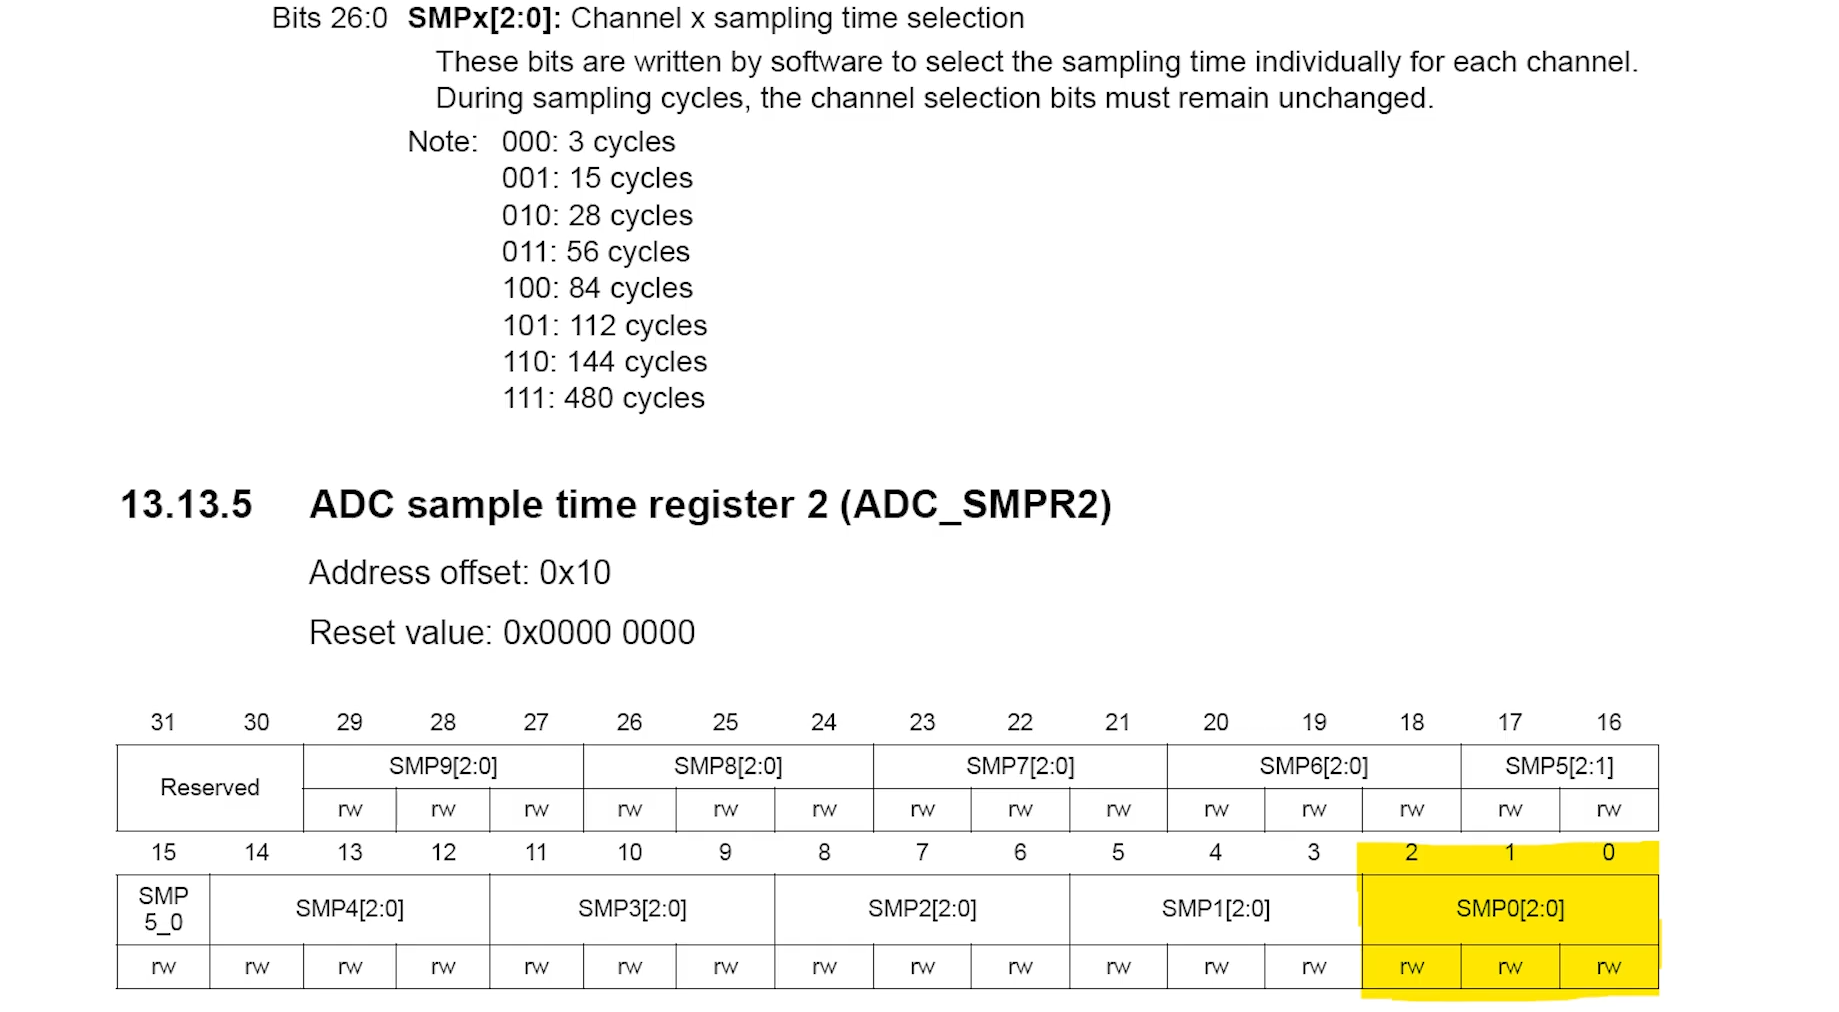 Bits 26:0 SMPx[2:0]: Channel x sampling time selection
These bits are written by software to select the sampling time individually for each channel.
During sampling cycles, the channel selection bits must remain unchanged.
Note: 000: 3 cycles
001: 15 cycles
010: 28 cycles
011: 56 cycles
100: 84 cycles
101: 112 cycles
110: 144 cycles
111: 480 cycles
13.13.5 ADC sample time register 2 (ADC_SMPR2)
Address offset: 0x10
Reset value: 0x0000 0000
31 30 29 28 27 26 25 24 23 22 21 20 19 18 17 16
Reserved SMP9[2:0] SMP8[2:0] SMP7[2:0] SMP6[2:0] SMP5[2:1]
rw rw rw rw rw rw rw rw rw rw rw rw rw rw
15 14 13 12 11 10 9 8 7 6 5 4 3 2 1 0
SMP
5_0 SMP4[2:0] SMP3[2:0] SMP2[2:0] SMP1[2:0] SMP0[2:0]
rw rw rw rw rw rw rw rw rw rw rw rw rw rw rw rw